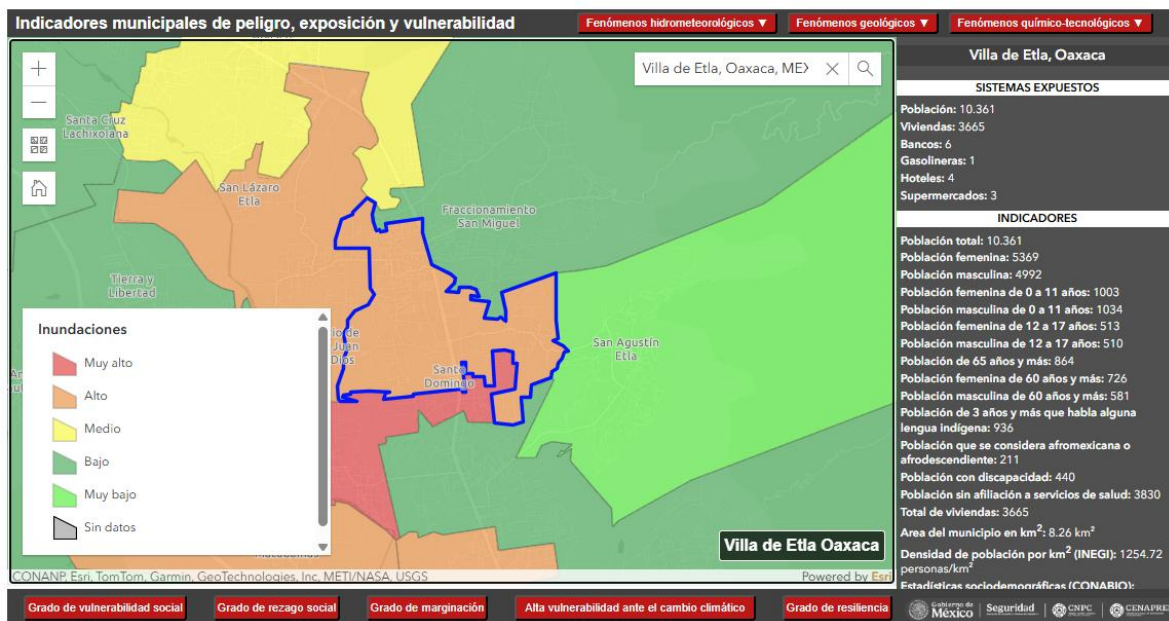 Indicadores municipales de peligro, exposición y vulnerabilidad
Fenómenos hidrometeorológicos ▼
Fenómenos geológicos ▼
Fenómenos químico-tecnológicos ▼
Villa de Etla, Oaxaca, MEX
Santa Cruz
Lachixolana
San Lázaro
Etla
Fraccionamiento
San Miguel
Tierra y
Libertad
San Agustín
Etla
Santo
Domingo
Juan
Dios
Inundaciones
Muy alto
Alto
Medio
Bajo
Muy bajo
Sin datos
Villa de Etla Oaxaca
CONANP, Esri, TomTom, Garmin, GeoTechnologies, Inc, METI/NASA, USGS
Powered by Esri
Villa de Etla, Oaxaca
SISTEMAS EXPUESTOS
Población: 10.361
Viviendas: 3665
Bancos: 6
Gasolineras: 1
Hoteles: 4
Supermercados: 3
INDICADORES
Población total: 10.361
Población femenina: 5369
Población masculina: 4992
Población femenina de 0 a 11 años: 1003
Población masculina de 0 a 11 años: 1034
Población femenina de 12 a 17 años: 513
Población masculina de 12 a 17 años: 510
Población de 65 años y más: 864
Población femenina de 60 años y más: 726
Población masculina de 60 años y más: 581
Población de 3 años y más que habla alguna
lengua indígena: 936
Población que se considera afromexicana o
afrodescendiente: 211
Población con discapacidad: 440
Población sin afiliación a servicios de salud: 3830
Total de viviendas: 3665
Area del municipio en km²: 8.26 km²
Densidad de población por km² (INEGI): 1254.72
personas/km²
Estadísticas sociodemográficas (CONABIO):
Grado de vulnerabilidad social
Grado de rezago social
Grado de marginación
Alta vulnerabilidad ante el cambio climático
Grado de resiliencia
Gobierno de
México
Seguridad
CNPC
CENAPRED